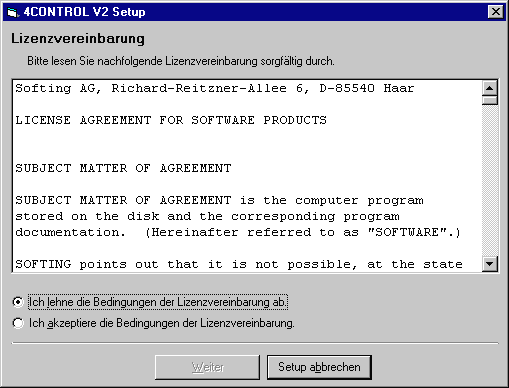 4CONTROL V2 Setup
Lizenzvereinbarung
Bitte lesen Sie nachfolgende Lizenzvereinbarung sorgfältig durch.
Softing AG, Richard-Reitzner-Allee 6, D-85540 Haar
LICENSE AGREEMENT FOR SOFTWARE PRODUCTS
SUBJECT MATTER OF AGREEMENT
SUBJECT MATTER OF AGREEMENT is the computer program
stored on the disk and the corresponding program
documentation. (Hereinafter referred to as "SOFTWARE".)
SOFTING points out that it is not possible, at the state
Ich lehne die Bedingungen der Lizenzvereinbarung ab.
Ich akzeptiere die Bedingungen der Lizenzvereinbarung.
Weiter
Setup abbrechen